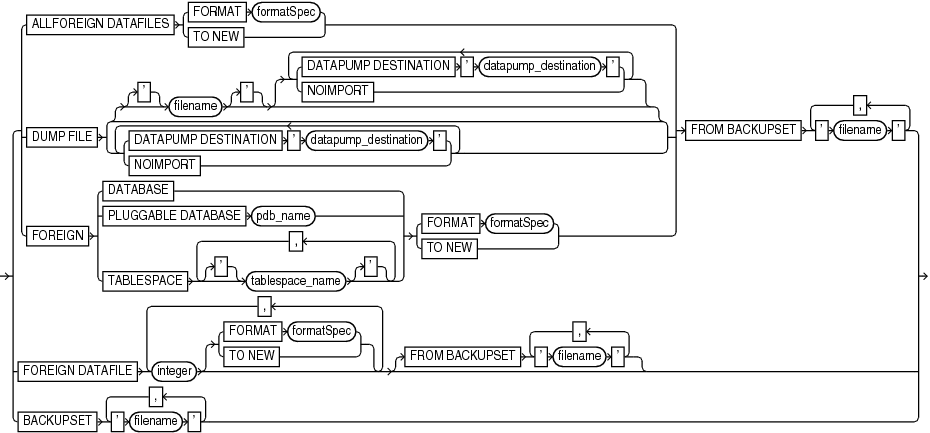 ALLFOREIGN DATAFILES FORMAT formatSpec
TO NEW
DATAPUMP DESTINATION ' datapump_destination '
NOIMPORT
' filename '
DUMP FILE
DATAPUMP DESTINATION ' datapump_destination '
NOIMPORT
FROM BACKUPSET ' filename ' ,
FOREIGN
DATABASE
PLUGGABLE DATABASE pdb_name
TABLESPACE ' tablespace_name ' ,
FORMAT formatSpec
TO NEW
FOREIGN DATAFILE integer ,
FORMAT formatSpec
TO NEW
FROM BACKUPSET ' filename ' ,
BACKUPSET ' filename ' ,